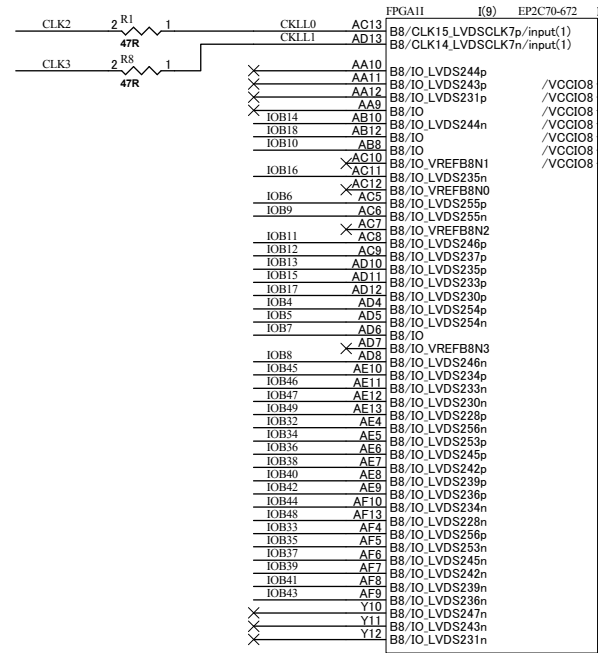 FPGA1I I(9) EP2C70-672
CLK2 2 R1 1 CKLL0 AC13 B8/CLK15_LVDSCLK7p/input(1)
47R
CKLL1 AD13 B8/CLK14_LVDSCLK7n/input(1)
CLK3 2 R8 1
47R
AA10 B8/IO_LVDS244p
AA11 B8/IO_LVDS243p /VCCIO8
AA12 B8/IO_LVDS231p /VCCIO8
AA9 B8/IO /VCCIO8
IOB14 AB10 B8/IO_LVDS244n /VCCIO8
IOB18 AB12 B8/IO /VCCIO8
IOB10 AB8 B8/IO /VCCIO8
AC10 B8/IO_VREFB8N1 /VCCIO8
IOB16 AC11 B8/IO_LVDS235n
AC12 B8/IO_VREFB8N0
IOB6 AC5 B8/IO_LVDS255p
IOB9 AC6 B8/IO_LVDS255n
AC7 B8/IO_VREFB8N2
IOB11 AC8 B8/IO_LVDS246p
IOB12 AC9 B8/IO_LVDS237p
IOB13 AD10 B8/IO_LVDS235p
IOB15 AD11 B8/IO_LVDS233p
IOB17 AD12 B8/IO_LVDS230p
IOB4 AD4 B8/IO_LVDS254p
IOB5 AD5 B8/IO_LVDS254n
IOB7 AD6 B8/IO
AD7 B8/IO_VREFB8N3
IOB8 AD8 B8/IO_LVDS246n
IOB45 AE10 B8/IO_LVDS234p
IOB46 AE11 B8/IO_LVDS233n
IOB47 AE12 B8/IO_LVDS230n
IOB49 AE13 B8/IO_LVDS228p
IOB32 AE4 B8/IO_LVDS256n
IOB34 AE5 B8/IO_LVDS253p
IOB36 AE6 B8/IO_LVDS245p
IOB38 AE7 B8/IO_LVDS242p
IOB40 AE8 B8/IO_LVDS239p
IOB42 AE9 B8/IO_LVDS236p
IOB44 AF10 B8/IO_LVDS234n
IOB48 AF13 B8/IO_LVDS228n
IOB33 AF4 B8/IO_LVDS256p
IOB35 AF5 B8/IO_LVDS253n
IOB37 AF6 B8/IO_LVDS245n
IOB39 AF7 B8/IO_LVDS242n
IOB41 AF8 B8/IO_LVDS239n
IOB43 AF9 B8/IO_LVDS236n
Y10 B8/IO_LVDS247n
Y11 B8/IO_LVDS243n
Y12 B8/IO_LVDS231n